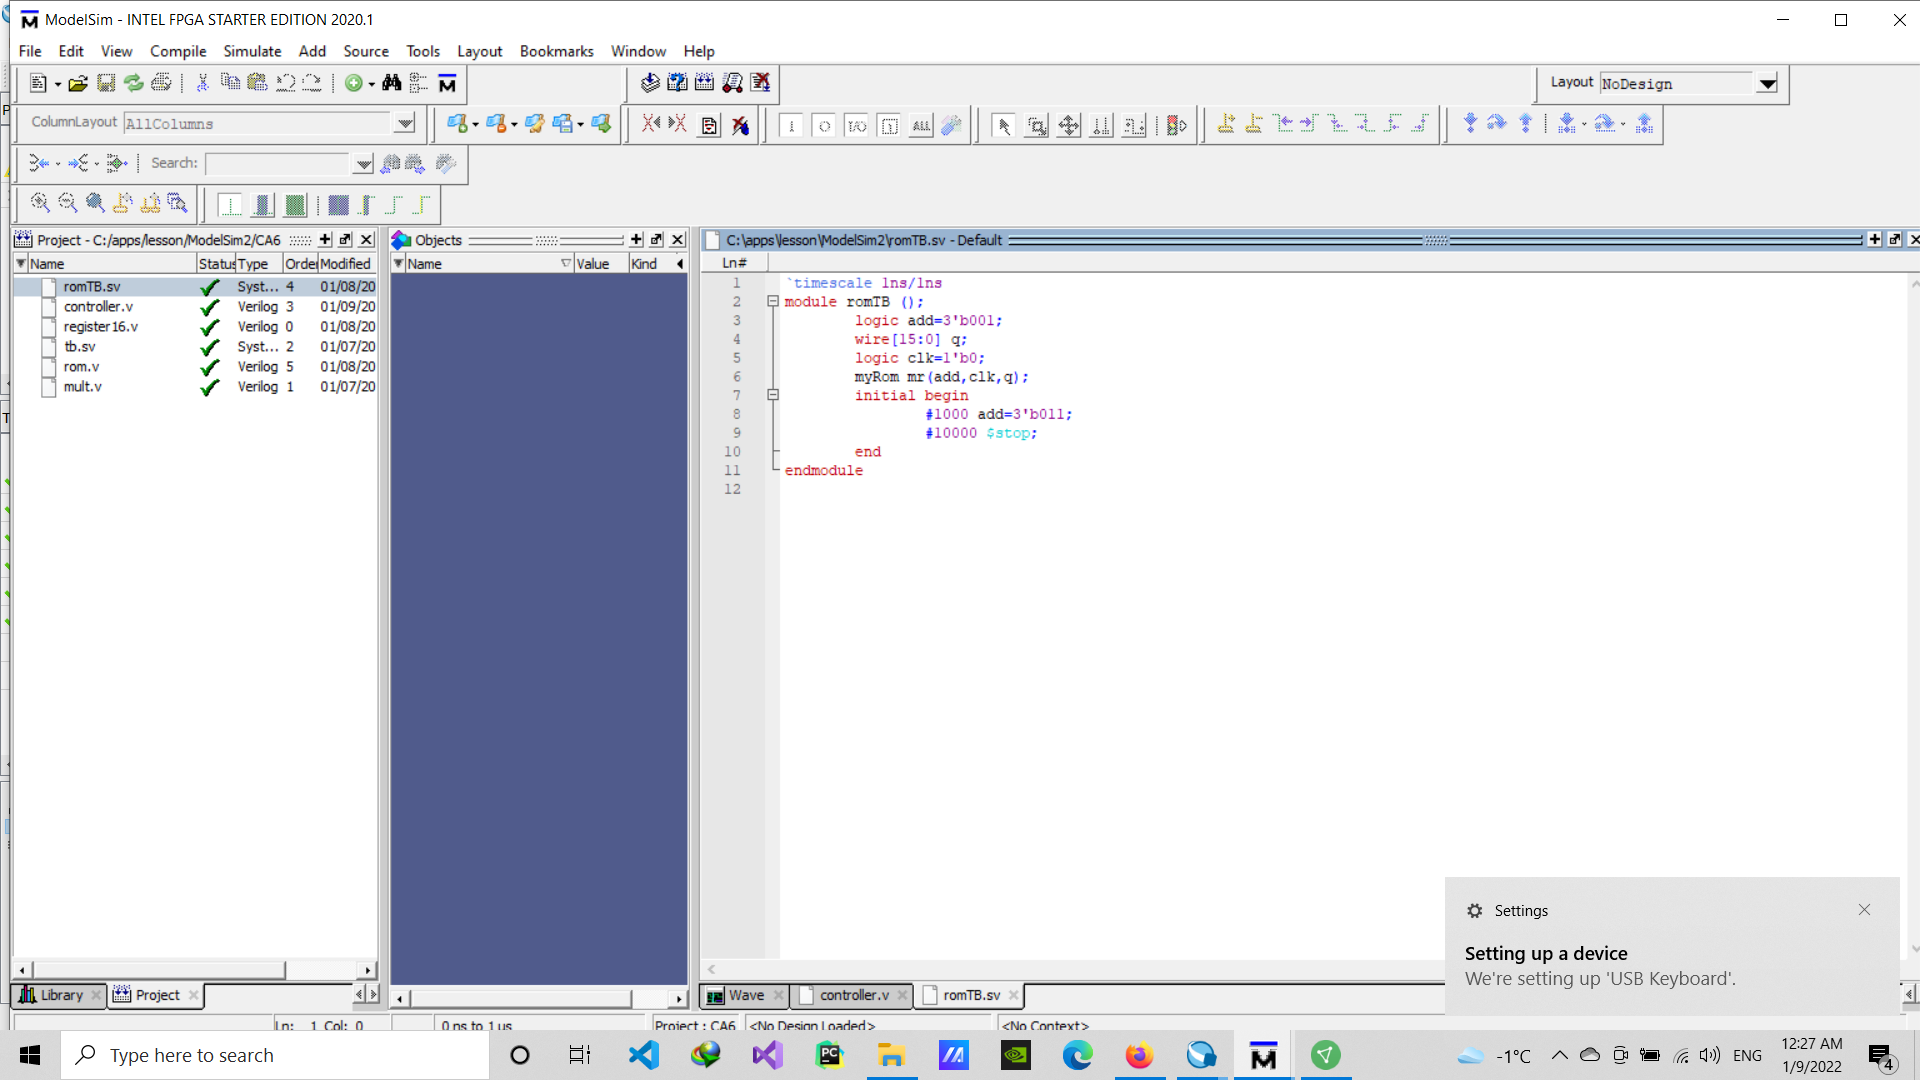 ModelSim - INTEL FPGA STARTER EDITION 2020.1
File Edit View Compile Simulate Add Source Tools Layout Bookmarks Window Help
Layout NoDesign
ColumnLayout AllColumns
Search:
Project - C:/apps/lesson/ModelSim2/CA6
Name Status Type Order Modified
romTB.sv Syst... 4 01/08/20
controller.v Verilog 3 01/09/20
register16.v Verilog 0 01/08/20
tb.sv Syst... 2 01/07/20
rom.v Verilog 5 01/08/20
mult.v Verilog 1 01/07/20
Library Project
Objects
Name Value Kind
C:\apps\lesson\ModelSim2\romTB.sv - Default
Ln#
1 `timescale 1ns/1ns
2 module romTB ();
3 logic add=3'b001;
4 wire[15:0] q;
5 logic clk=1'b0;
6 myRom mr(add,clk,q);
7 initial begin
8 #1000 add=3'b011;
9 #10000 $stop;
10 end
11 endmodule
12
Wave controller.v romTB.sv
Settings
Setting up a device
We're setting up 'USB Keyboard'.
Ln: 1 Col: 0 0 ns to 1 us Project : CA6 <No Design Loaded> <No Context>
Type here to search
-1°C ENG 12:27 AM
1/9/2022
4